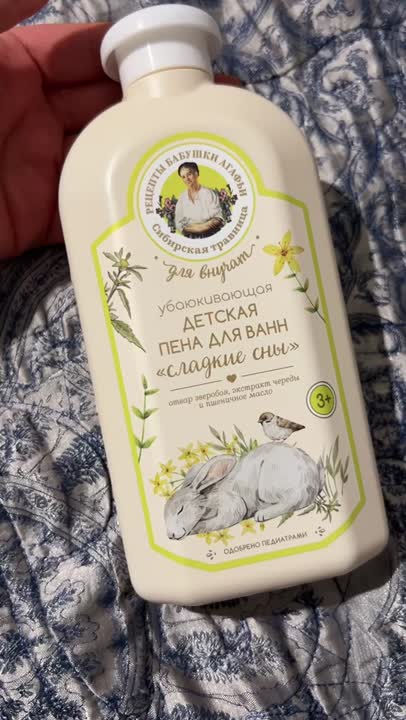 РЕЦЕПТЫ БАБУШКИ АГАФЬИ
Сибирская травница
для внучат
убаюкивающая
ДЕТСКАЯ
ПЕНА ДЛЯ ВАНН
«сладкие сны»
отвар зверобоя, экстракт череды
и пшеничное масло
3+
ОДОБРЕНО ПЕДИАТРАМИ